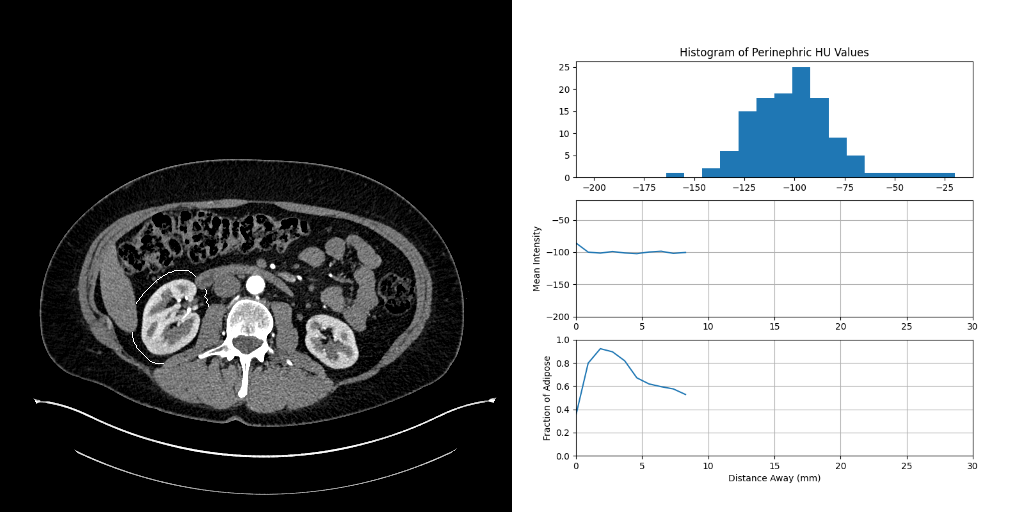 Histogram of Perinephric HU Values
25
20
15
10
5
0
−200 −175 −150 −125 −100 −75 −50 −25
Mean Intensity
−50
−100
−150
−200
0 5 10 15 20 25 30
Fraction of Adipose
1.0
0.8
0.6
0.4
0.2
0.0
0 5 10 15 20 25 30
Distance Away (mm)